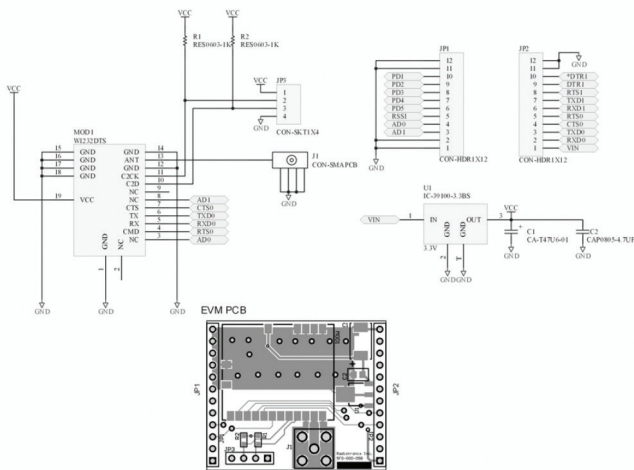 VCC
VCC
R1
RES0603-1K
R2
RES0603-1K
VCC
JP3
1
2
3
4
GND
CON-SKT1X4
MOD1
WI232DTS
VCC
15
16
17
18
19
GND
GND
GND
GND
VCC
GND
NC
GND
ANT
GND
C2CK
C2D
NC
NC
CTS
TX
RX
CMD
NC
14
13
12
11
10
9
8
7
6
5
4
3
1
2
AD1
CTS0
TXD0
RXD0
RTS0
AD0
J1
CON-SMAPCB
GND
GND
GND
GND
GND
JP1
12
11
10
9
8
7
6
5
4
3
2
1
PD1
PD2
PD3
PD4
PD5
RSSI
AD0
AD1
GND
CON-HDR1X12
JP2
12
11
10
9
8
7
6
5
4
3
2
1
GND
*DTR1
DTR1
RTS1
TXD1
RXD1
RTS0
CTS0
TXD0
RXD0
VIN
GND
CON-HDR1X12
U1
IC-39100-3.3BS
VIN
1
IN
OUT
3
GND
GND
3.3V
2
T
GND
GND
VCC
C1
CA-T47U6-01
GND
C2
CAP0805-4.7UF
GND
EVM PCB
JP1
JP2
JP3
J1